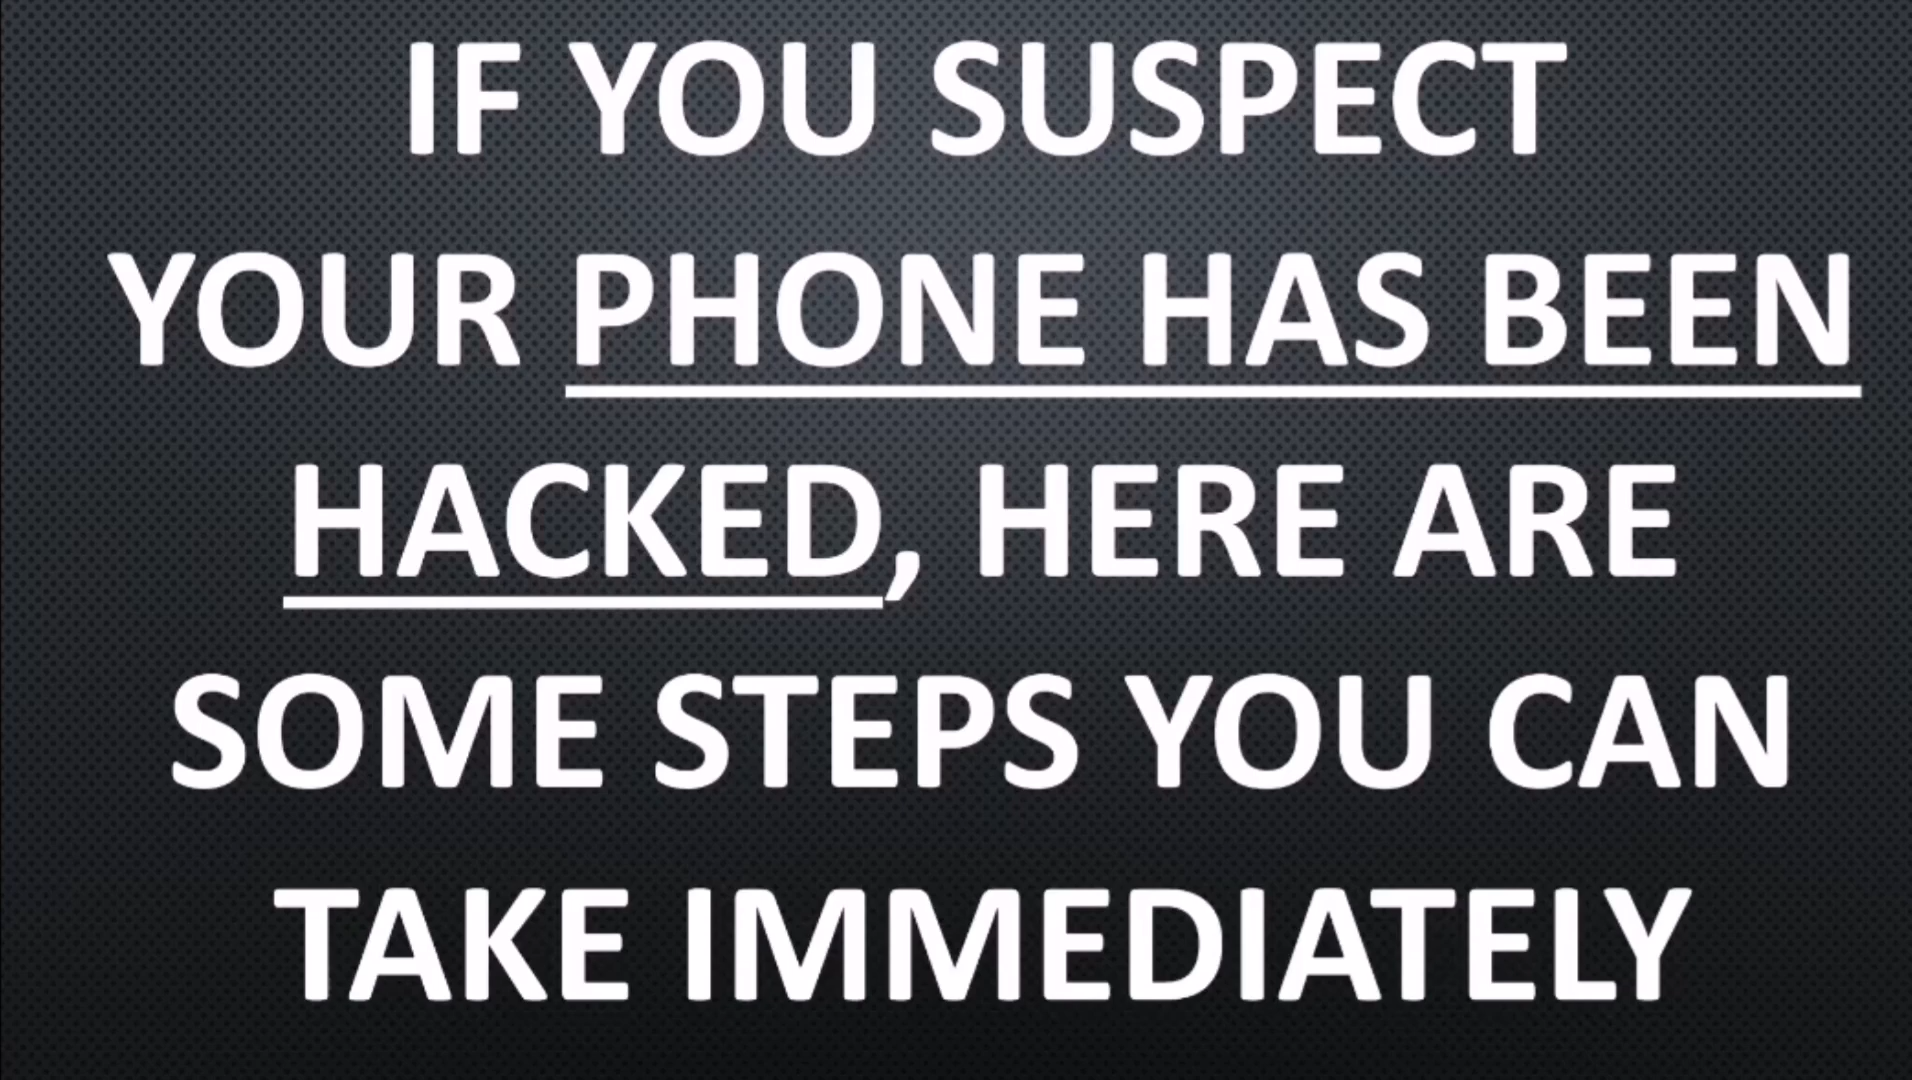 IF YOU SUSPECT
YOUR PHONE HAS BEEN
HACKED, HERE ARE
SOME STEPS YOU CAN
TAKE IMMEDIATELY